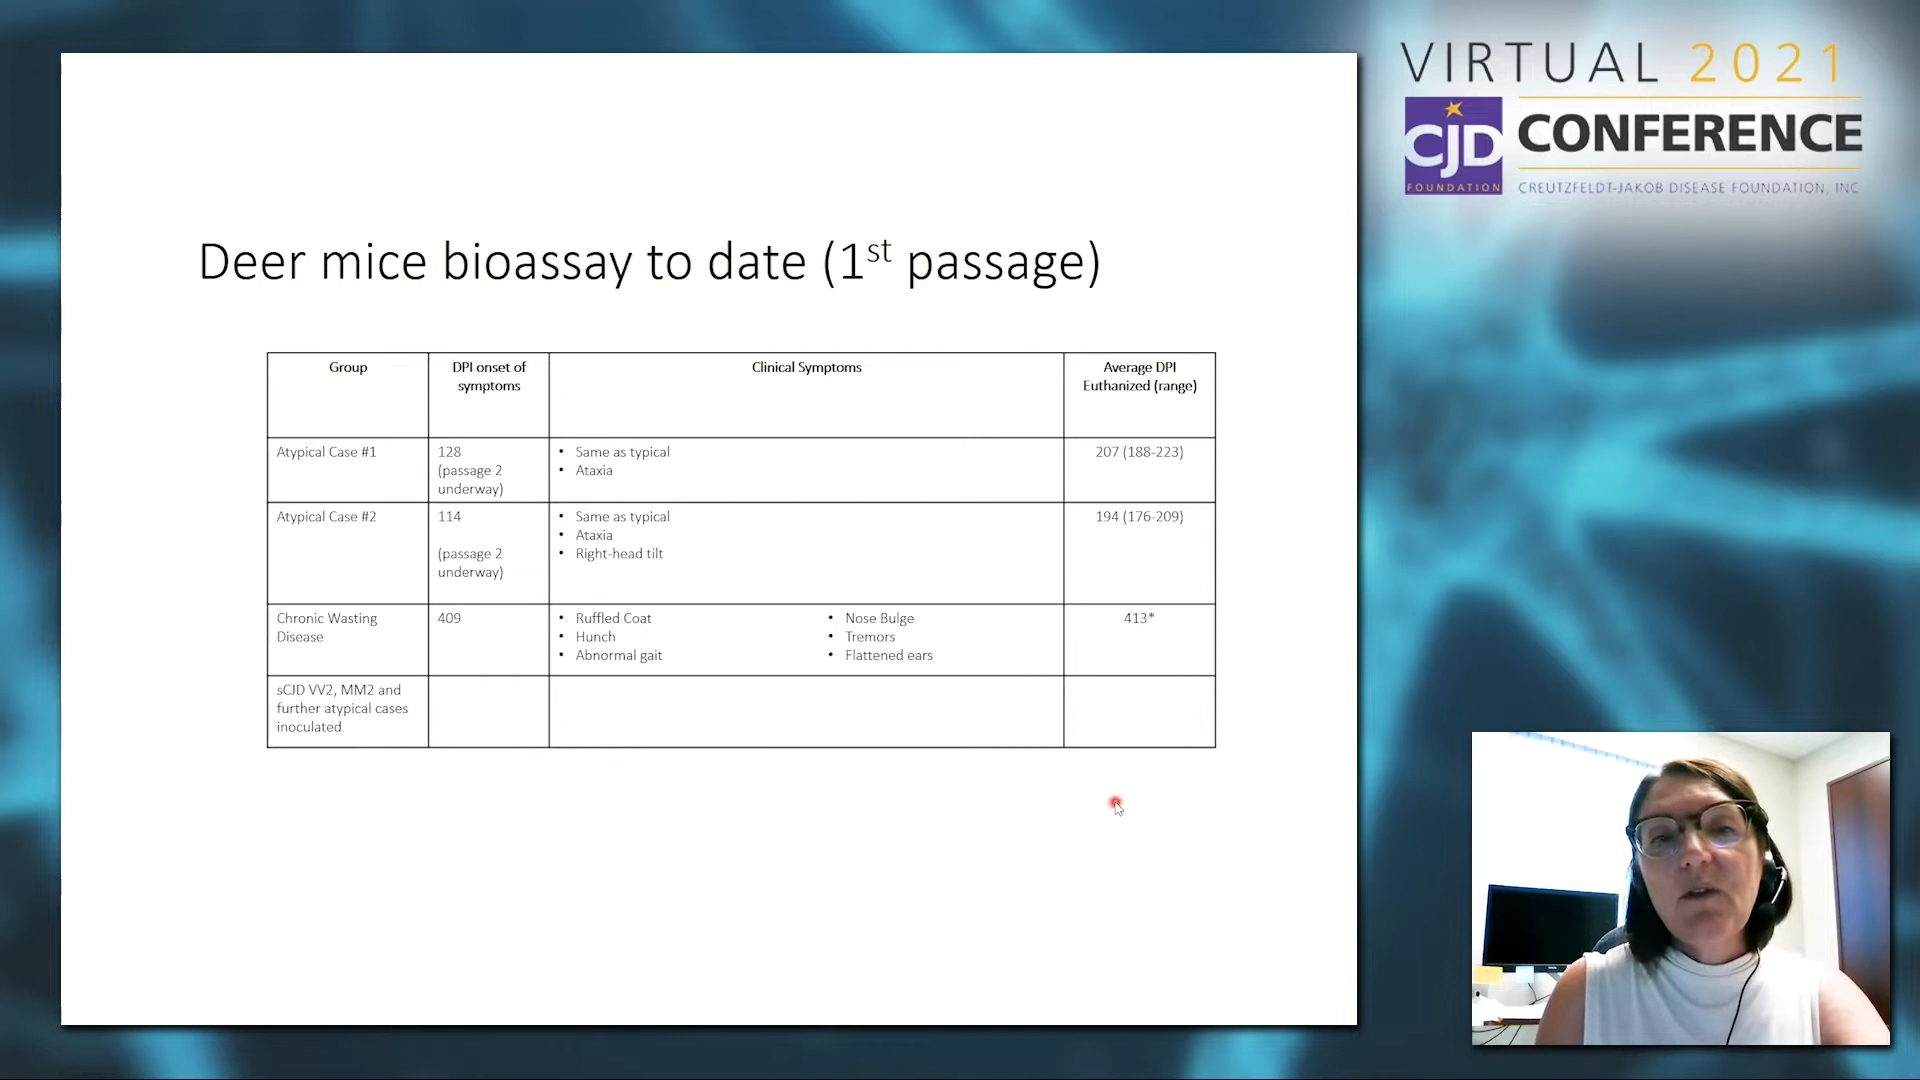 VIRTUAL 2021
CJD
FOUNDATION
CONFERENCE
CREUTZFELDT-JAKOB DISEASE FOUNDATION, INC
Deer mice bioassay to date (1st passage)
Group
DPI onset of
symptoms
Clinical Symptoms
Average DPI
Euthanized (range)
Atypical Case #1
128
(passage 2
underway)
• Same as typical
• Ataxia
207 (188-223)
Atypical Case #2
114
(passage 2
underway)
• Same as typical
• Ataxia
• Right-head tilt
194 (176-209)
Chronic Wasting
Disease
409
• Ruffled Coat
• Hunch
• Abnormal gait
• Nose Bulge
• Tremors
• Flattened ears
413*
sCJD VV2, MM2 and
further atypical cases
inoculated